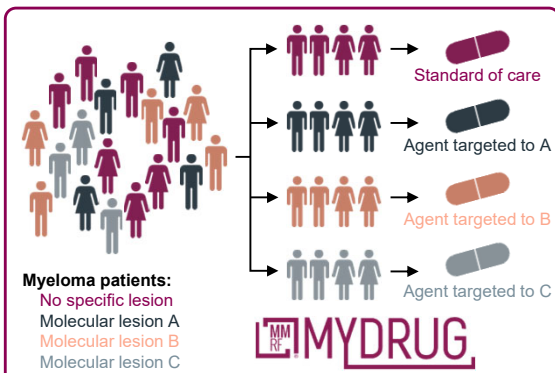 Standard of care
Agent targeted to A
Agent targeted to B
Agent targeted to C
Myeloma patients:
No specific lesion
Molecular lesion A
Molecular lesion B
Molecular lesion C
MM
RF
MYDRUG